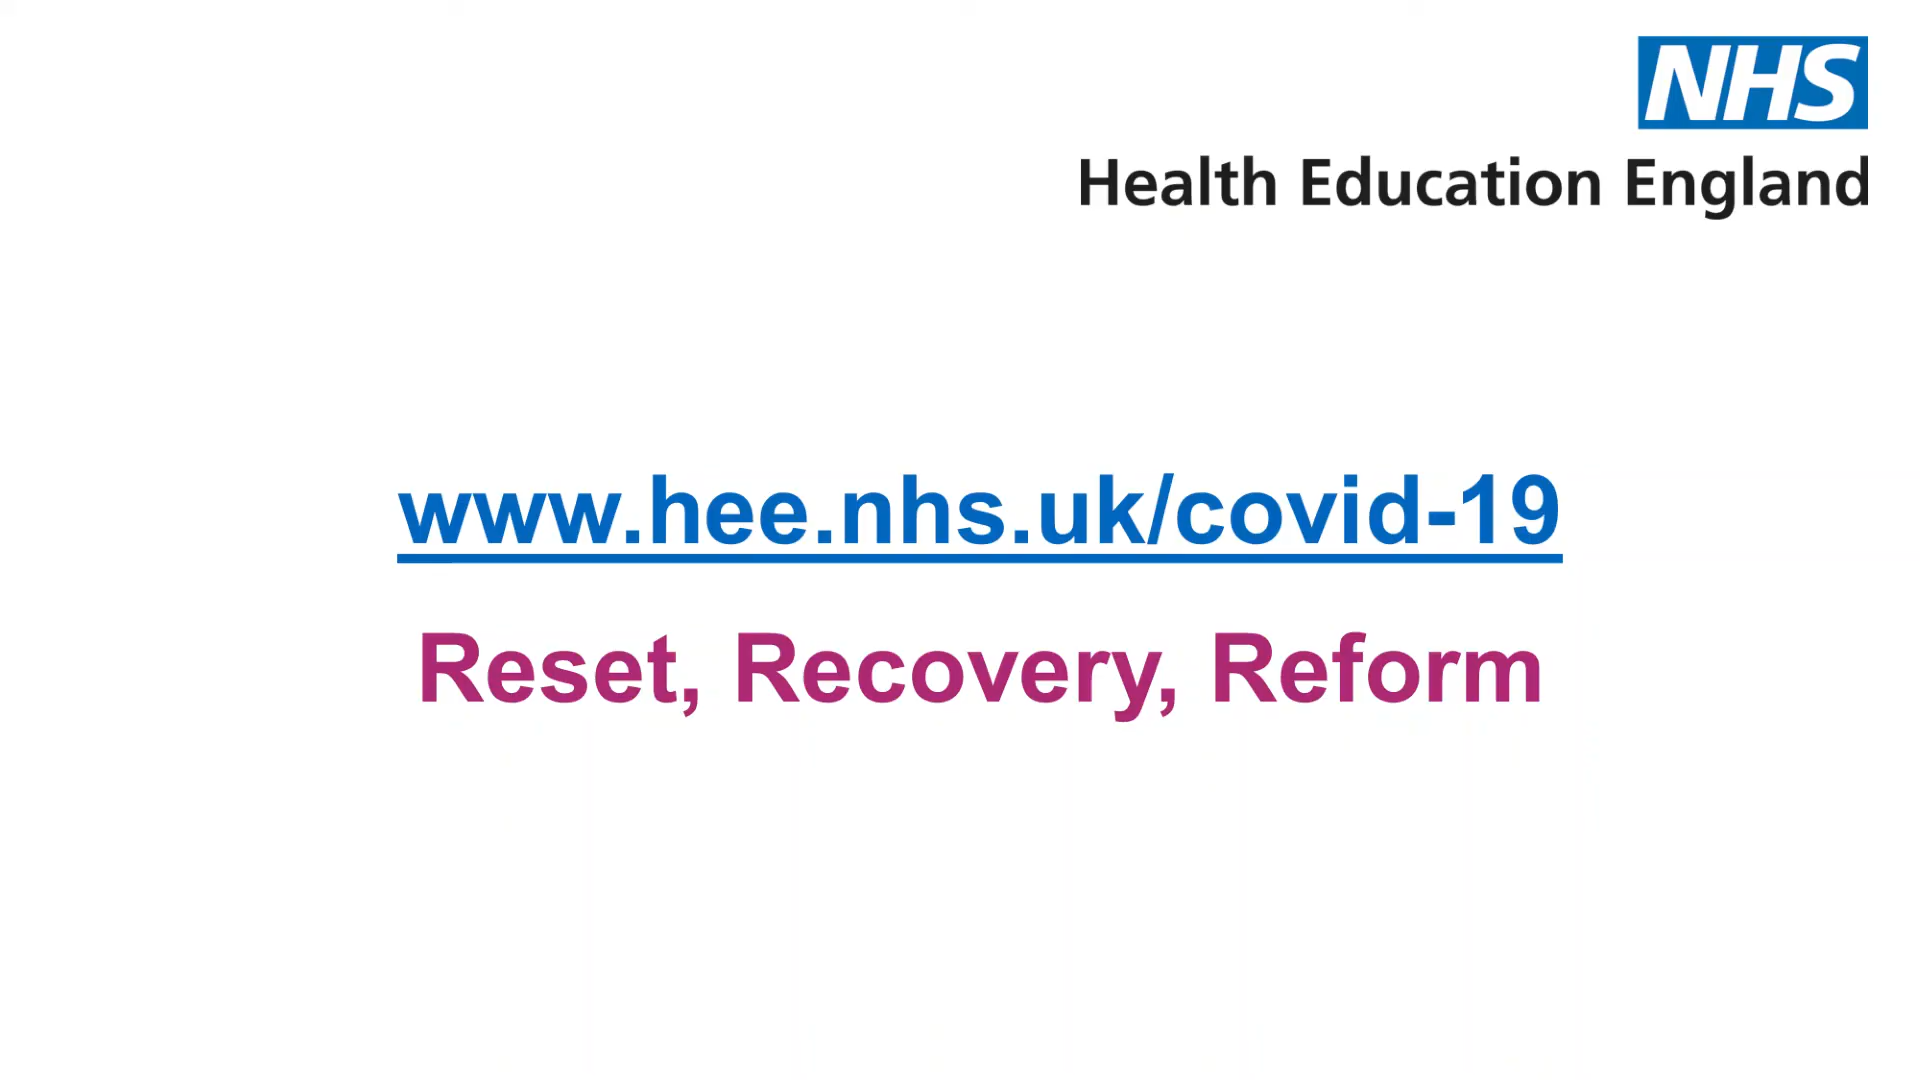 NHS
Health Education England
www.hee.nhs.uk/covid-19
Reset, Recovery, Reform